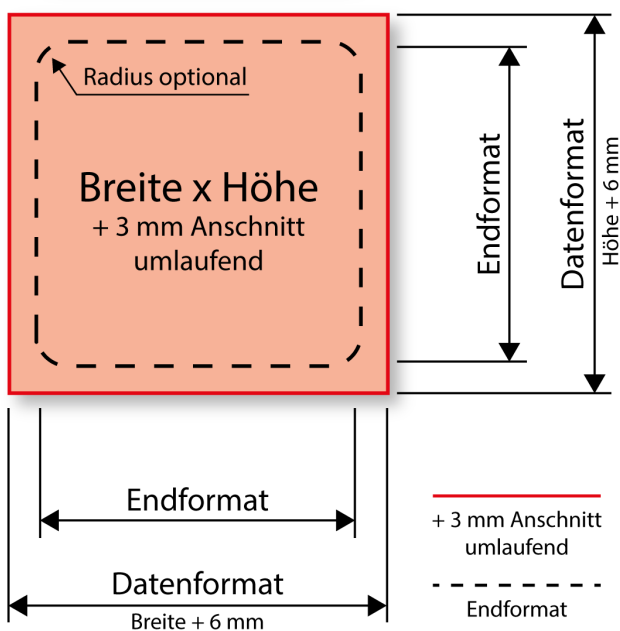 Radius optional
Breite x Höhe
+ 3 mm Anschnitt
umlaufend
Endformat
Datenformat
Höhe + 6 mm
Endformat
Datenformat
Breite + 6 mm
+ 3 mm Anschnitt
umlaufend
Endformat